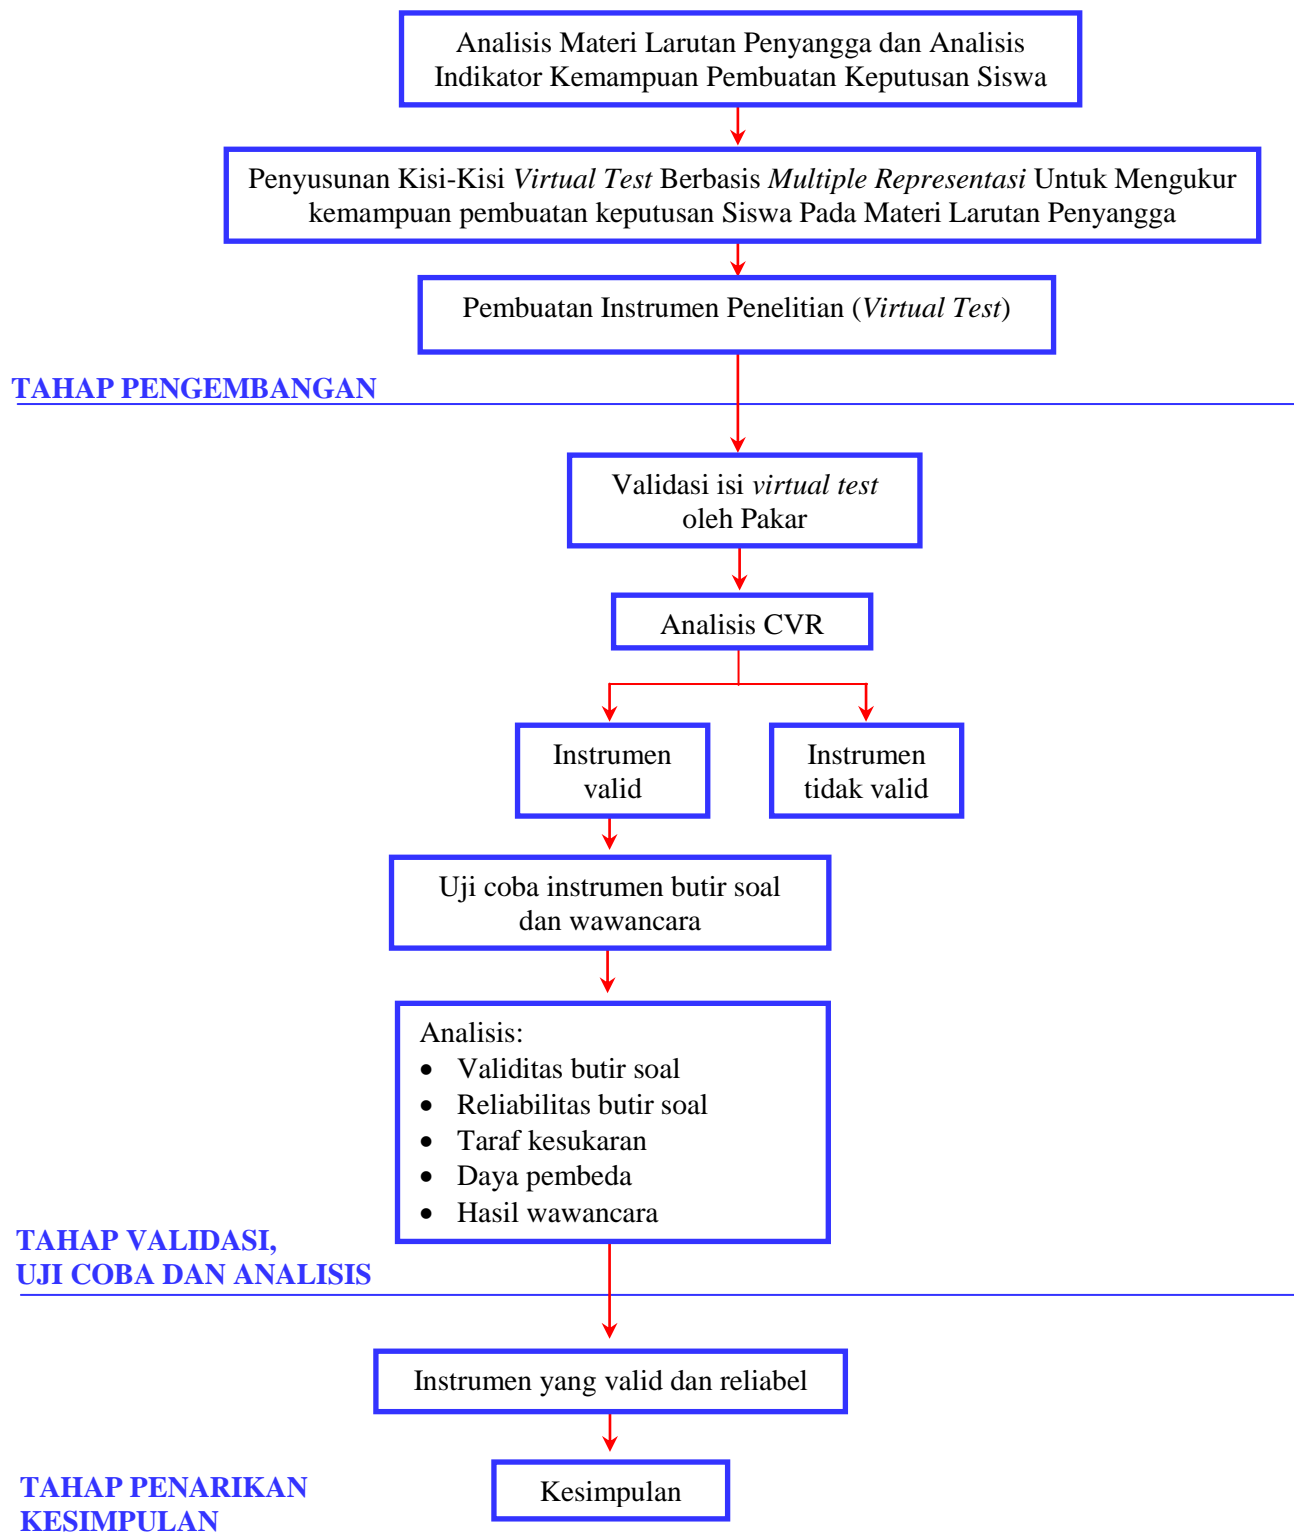 Analisis Materi Larutan Penyangga dan Analisis
Indikator Kemampuan Pembuatan Keputusan Siswa
Penyusunan Kisi-Kisi Virtual Test Berbasis Multiple Representasi Untuk Mengukur
kemampuan pembuatan keputusan Siswa Pada Materi Larutan Penyangga
Pembuatan Instrumen Penelitian (Virtual Test)
TAHAP PENGEMBANGAN
Validasi isi virtual test
oleh Pakar
Analisis CVR
Instrumen
valid
Instrumen
tidak valid
Uji coba instrumen butir soal
dan wawancara
Analisis:
• Validitas butir soal
• Reliabilitas butir soal
• Taraf kesukaran
• Daya pembeda
• Hasil wawancara
TAHAP VALIDASI,
UJI COBA DAN ANALISIS
Instrumen yang valid dan reliabel
Kesimpulan
TAHAP PENARIKAN
KESIMPULAN